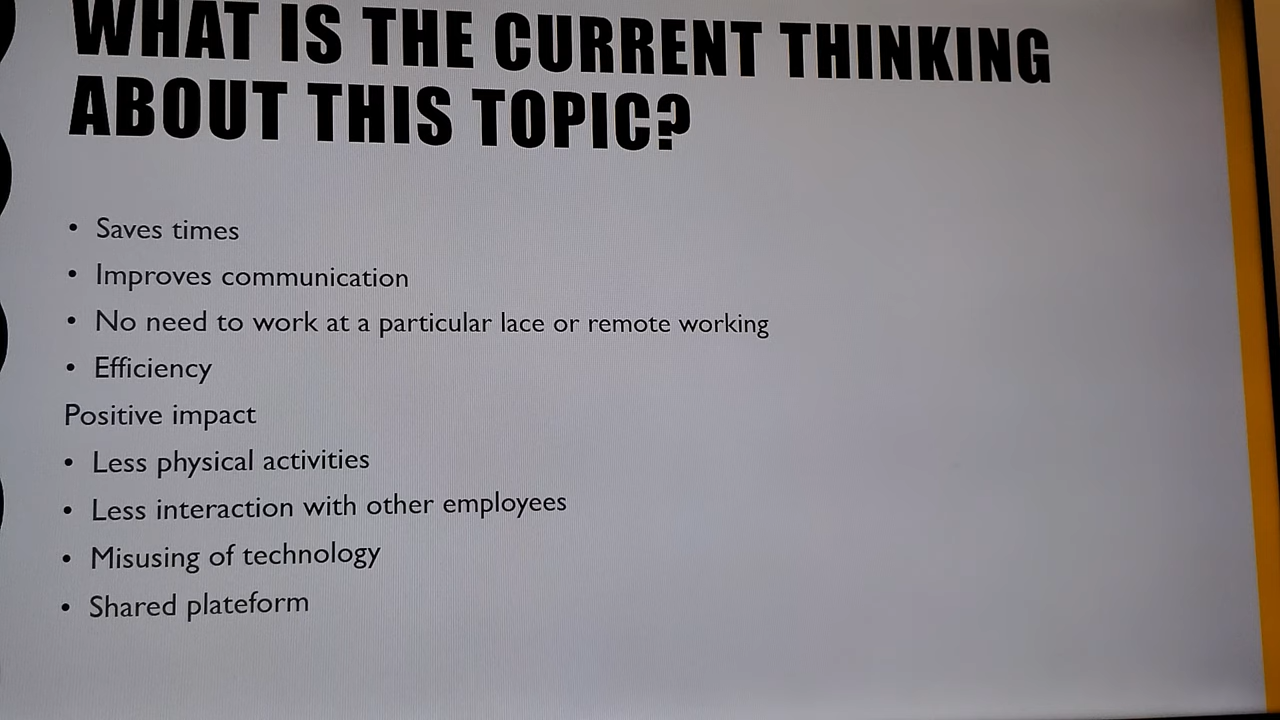 WHAT IS THE CURRENT THINKING
ABOUT THIS TOPIC?
• Saves times
• Improves communication
• No need to work at a particular lace or remote working
• Efficiency
Positive impact
• Less physical activities
• Less interaction with other employees
• Misusing of technology
• Shared plateform